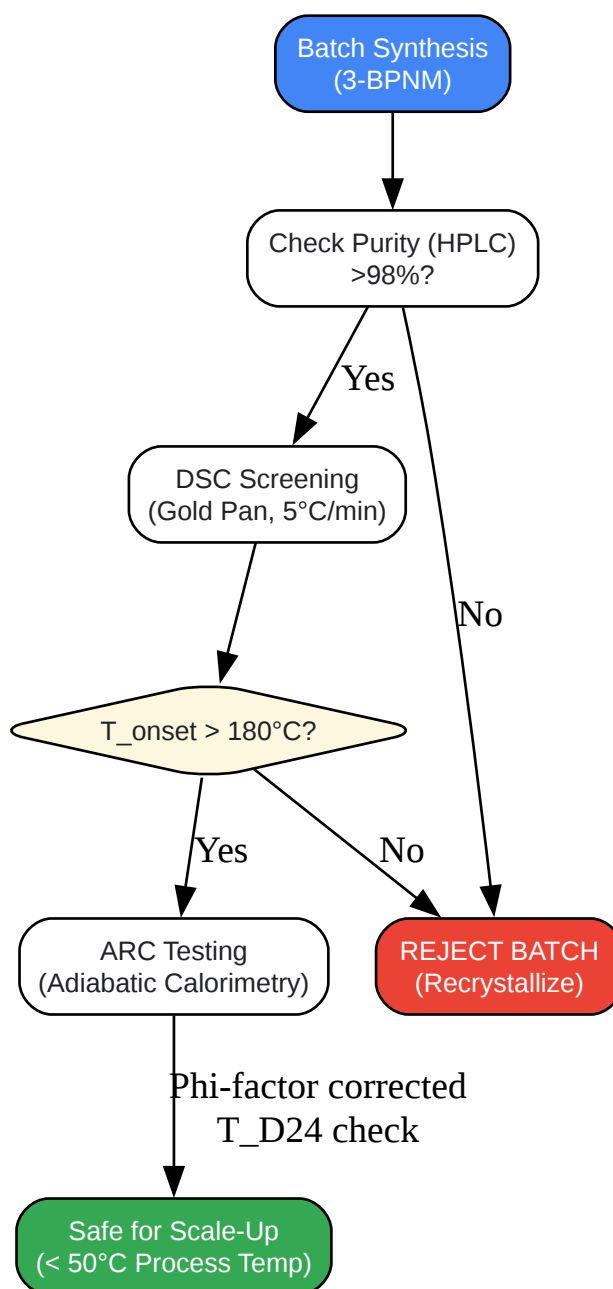 Batch Synthesis
(3-BPNM)
Check Purity (HPLC)
>98%?
Yes
DSC Screening
(Gold Pan, 5°C/min)
No
T_onset > 180°C?
Yes
No
ARC Testing
(Adiabatic Calorimetry)
REJECT BATCH
(Recrystallize)
Phi-factor corrected
T_D24 check
Safe for Scale-Up
(< 50°C Process Temp)